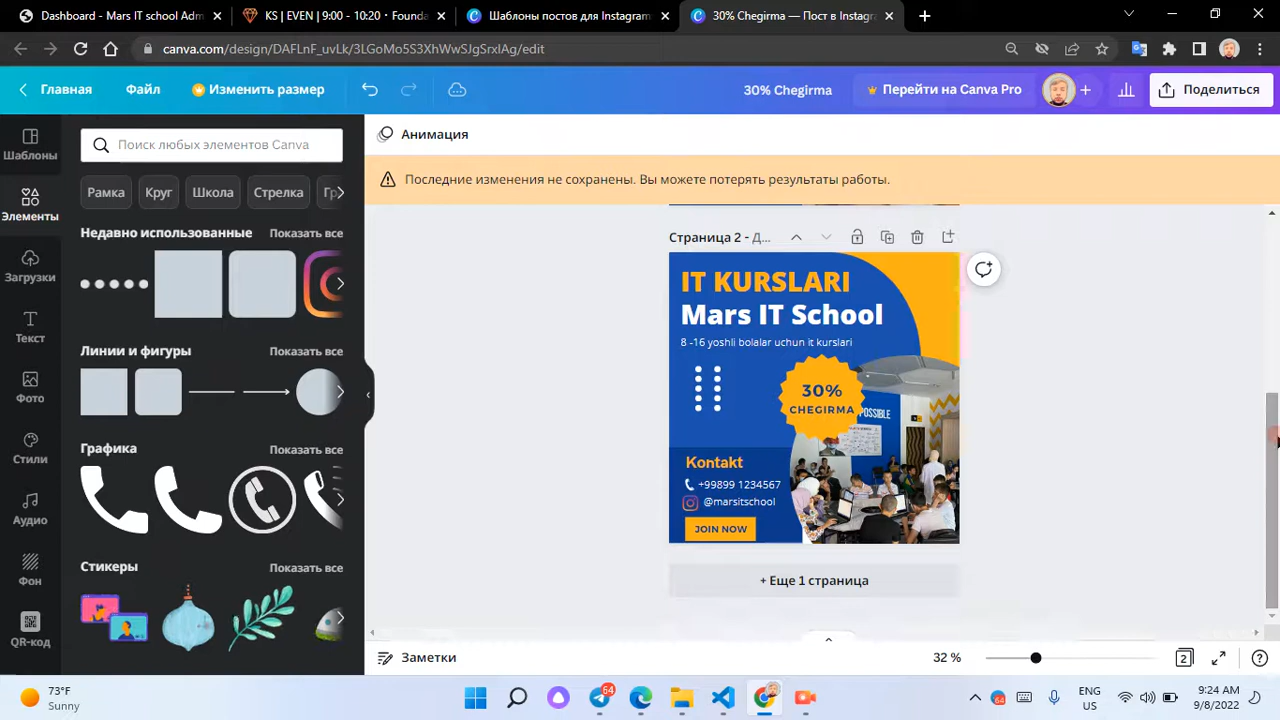 Dashboard - Mars IT school Adm
KS | EVEN | 9:00 - 10:20 • Founda
Шаблоны постов для Instagram
30% Chegirma — Пост в Instagra
canva.com/design/DAFLnF_uvLk/3LGoMo5S3XhWwSJgSrxlAg/edit
Главная
Файл
Изменить размер
30% Chegirma
Перейти на Canva Pro
Поделиться
Шаблоны
Элементы
Загрузки
Текст
Фото
Стили
Аудио
Фон
QR-код
Поиск любых элементов Canva
Рамка
Круг
Школа
Стрелка
Гр
Недавно использованные
Показать все
Линии и фигуры
Показать все
Графика
Показать все
Стикеры
Показать все
Анимация
Последние изменения не сохранены. Вы можете потерять результаты работы.
Страница 2 - Д...
IT KURSLARI
Mars IT School
8 -16 yoshli bolalar uchun it kurslari
30%
CHEGIRMA
POSSIBLE
Kontakt
+99899 1234567
@marsitschool
JOIN NOW
+ Еще 1 страница
Заметки
32 %
2
73°F
Sunny
64
64
ENG
US
9:24 AM
9/8/2022